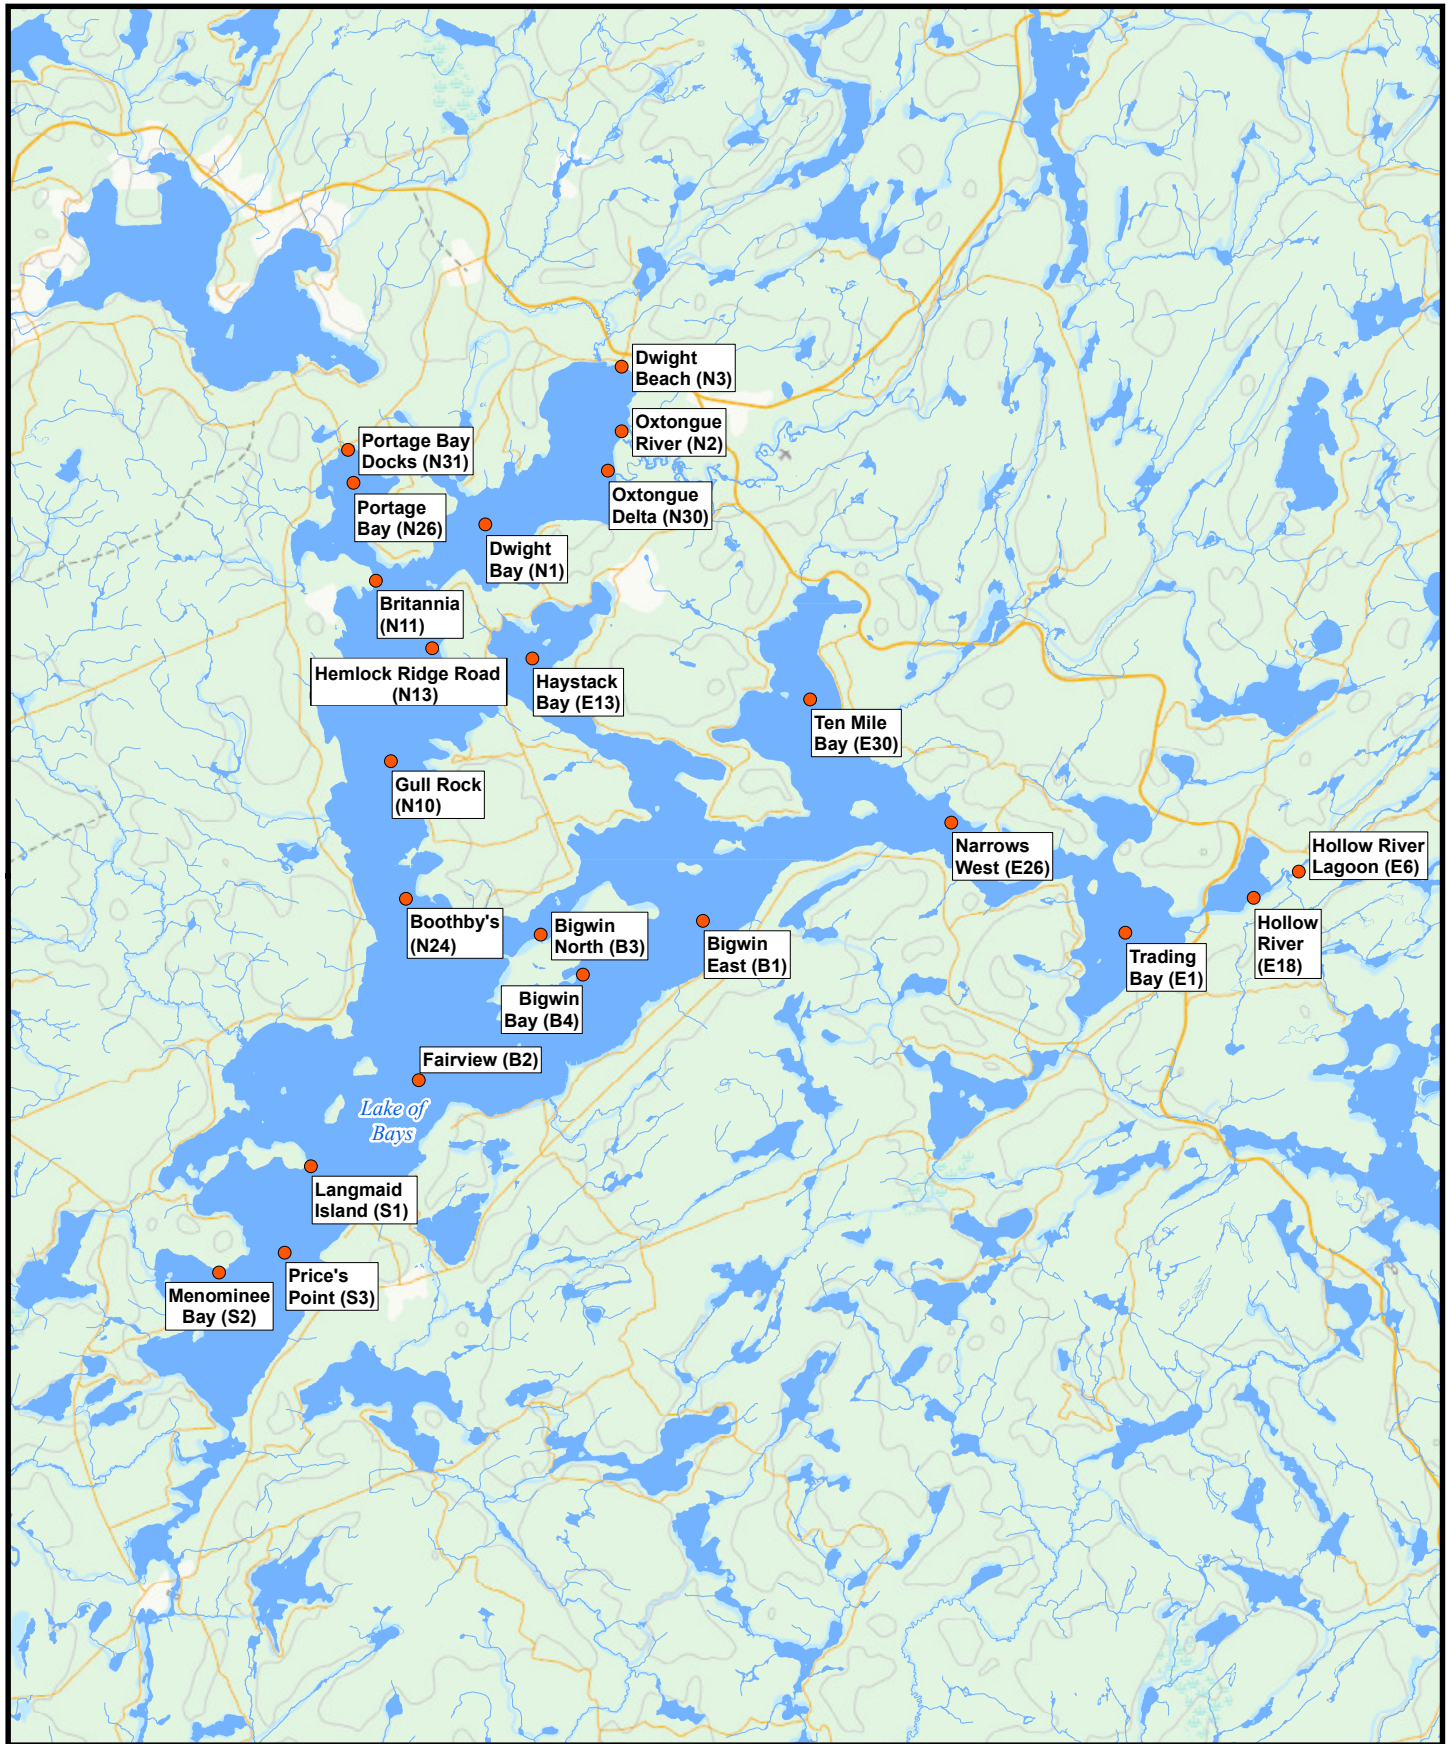 Dwight
Beach (N3)
Oxtongue
River (N2)
Portage Bay
Docks (N31)
Oxtongue
Delta (N30)
Portage
Bay (N26)
Dwight
Bay (N1)
Britannia
(N11)
Hemlock Ridge Road
(N13)
Haystack
Bay (E13)
Ten Mile
Bay (E30)
Gull Rock
(N10)
Narrows
West (E26)
Hollow River
Lagoon (E6)
Boothby's
(N24)
Bigwin
North (B3)
Bigwin
East (B1)
Hollow
River
(E18)
Trading
Bay (E1)
Bigwin
Bay (B4)
Fairview (B2)
Lake of
Bays
Langmaid
Island (S1)
Price's
Point (S3)
Menominee
Bay (S2)